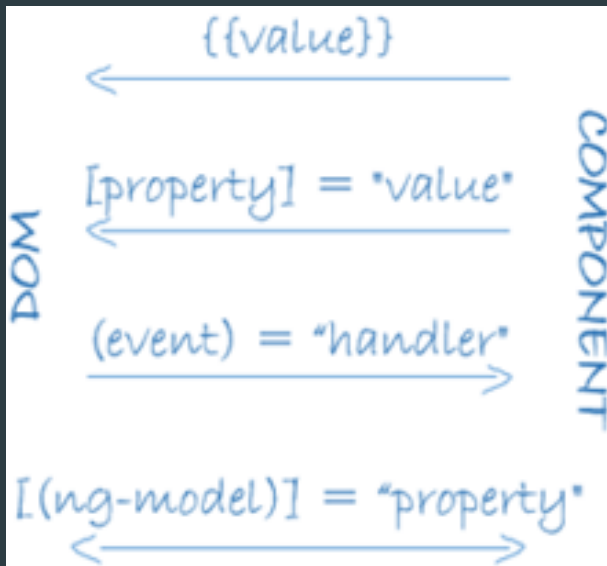 {{value}}
[property] = "value"
DOM
COMPONENT
(event) = "handler"
[(ng-model)] = "property"